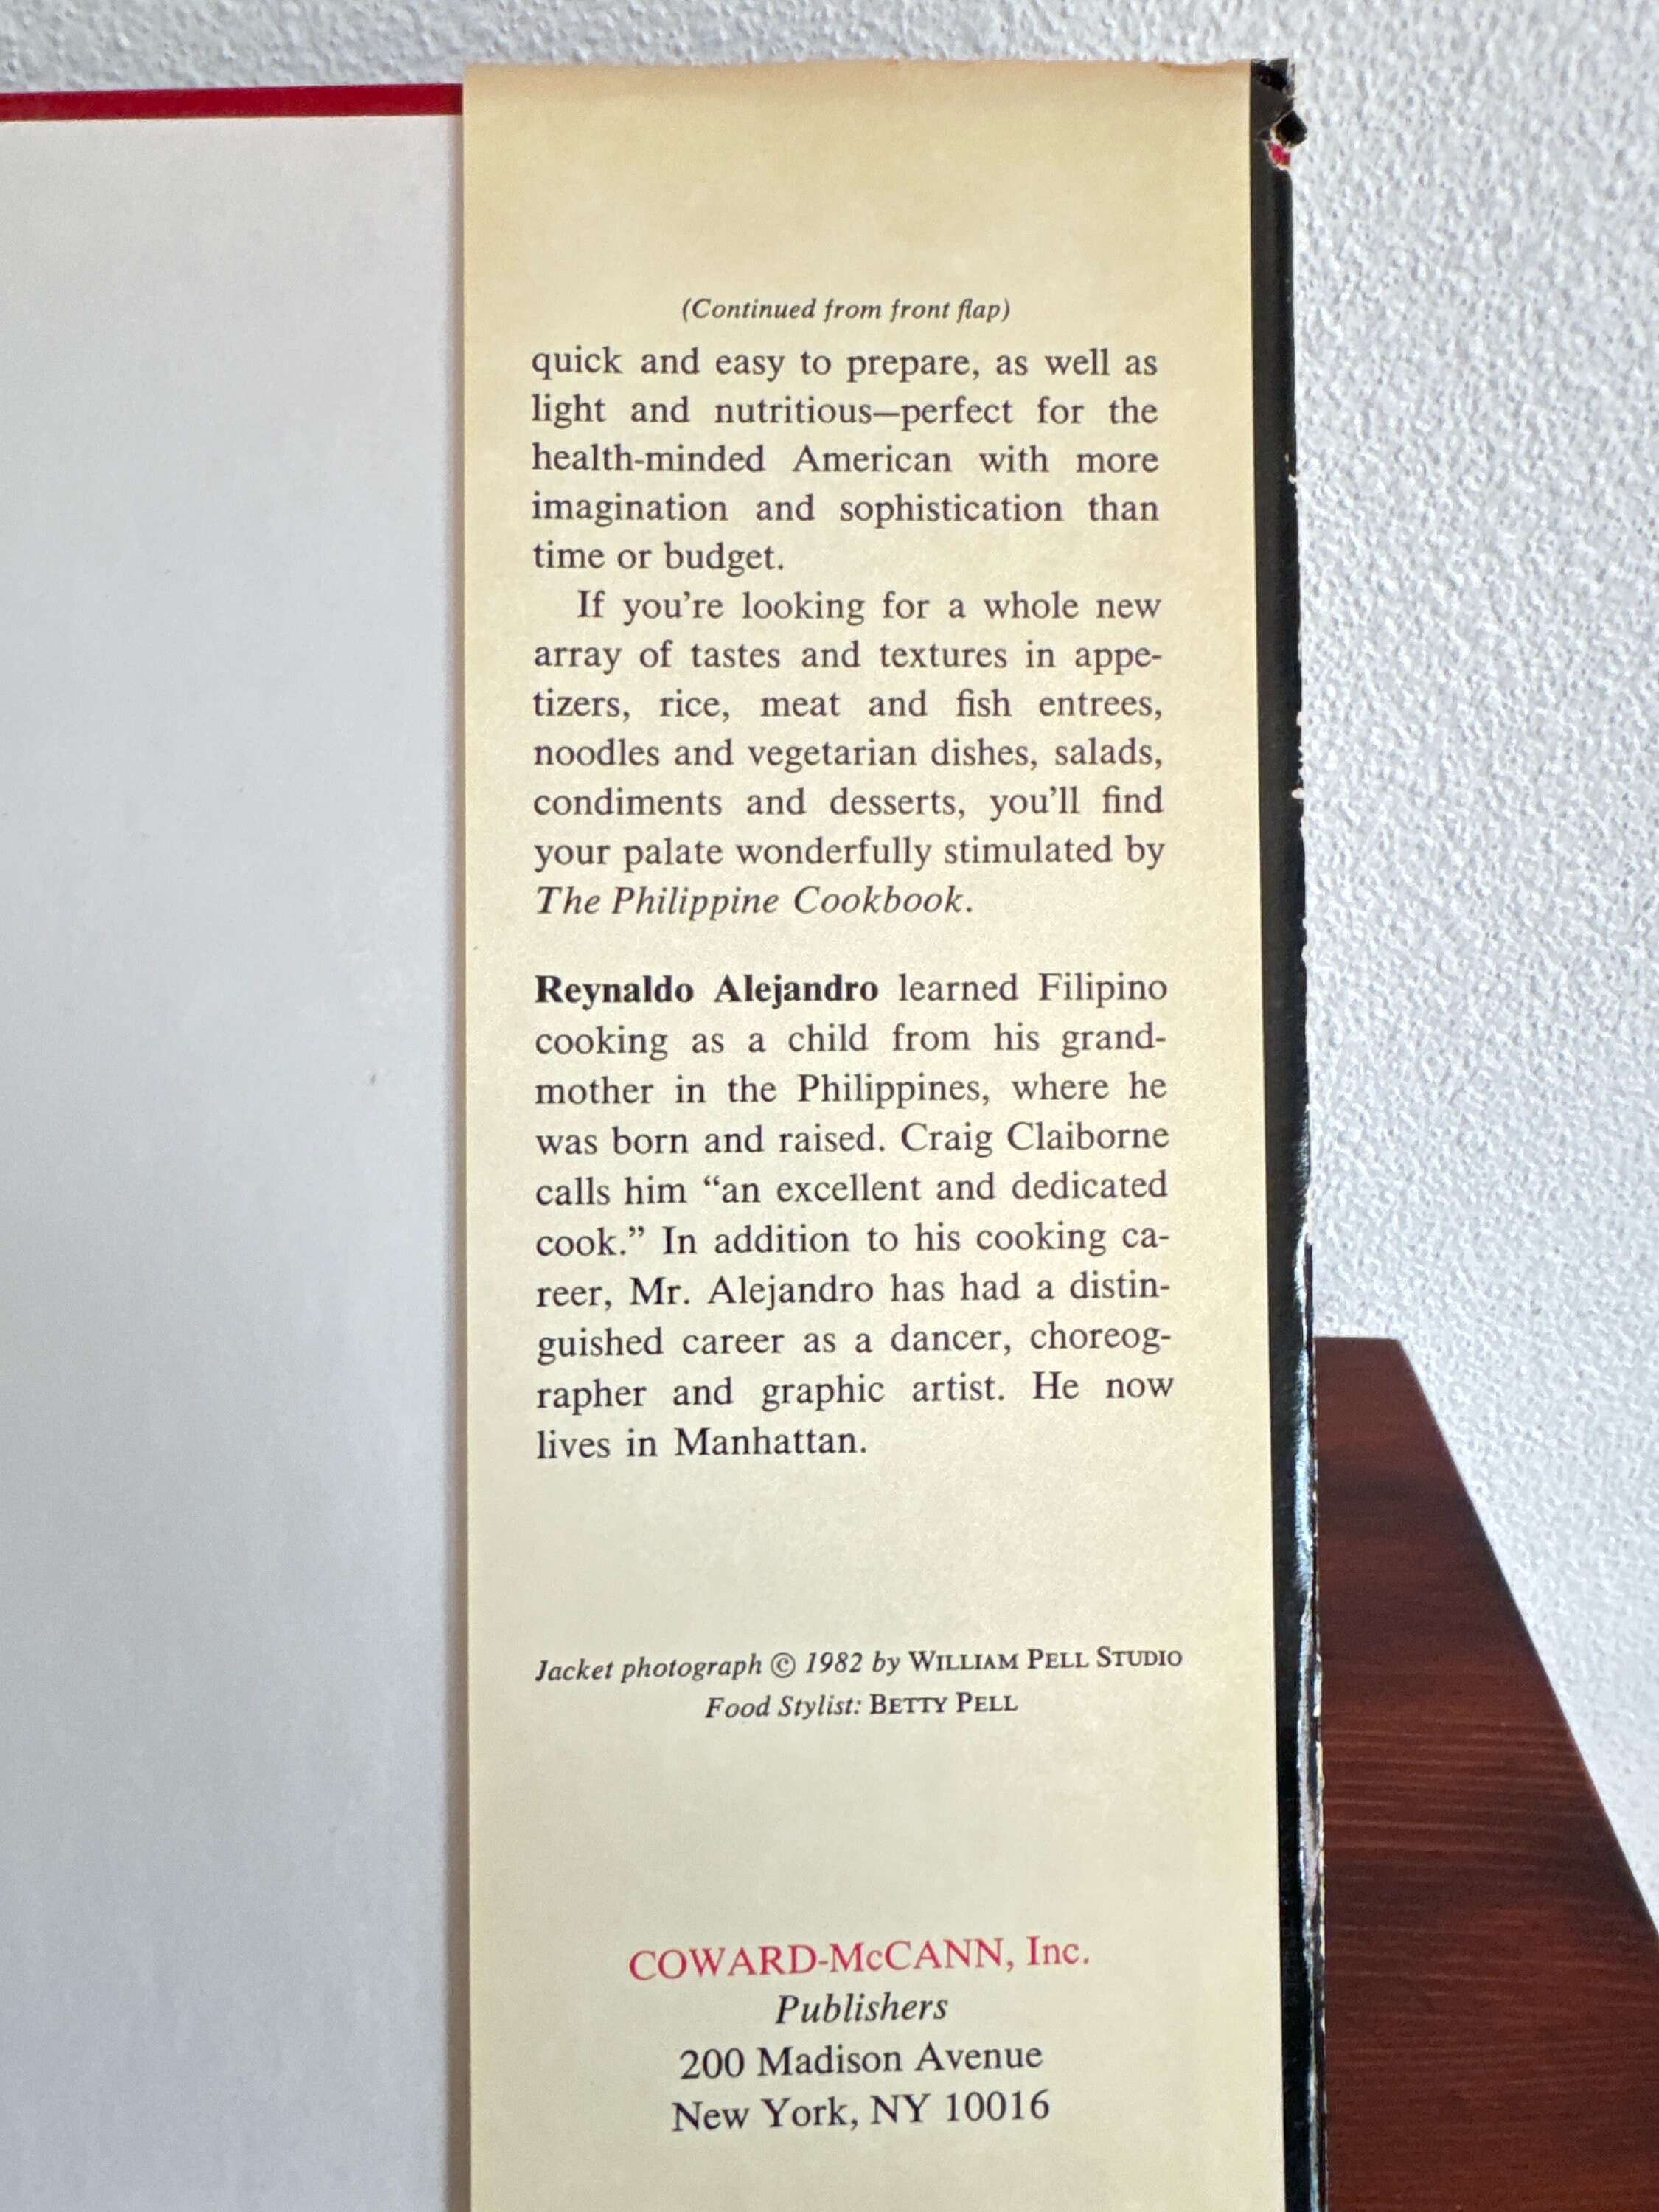 (Continued from front flap)
quick and easy to prepare, as well as
light and nutritious—perfect for the
health-minded American with more
imagination and sophistication than
time or budget.
If you're looking for a whole new
array of tastes and textures in appe-
tizers, rice, meat and fish entrees,
noodles and vegetarian dishes, salads,
condiments and desserts, you'll find
your palate wonderfully stimulated by
The Philippine Cookbook.
Reynaldo Alejandro learned Filipino
cooking as a child from his grand-
mother in the Philippines, where he
was born and raised. Craig Claiborne
calls him “an excellent and dedicated
cook.” In addition to his cooking ca-
reer, Mr. Alejandro has had a distin-
guished career as a dancer, choreog-
rapher and graphic artist. He now
lives in Manhattan.
Jacket photograph © 1982 by WILLIAM PELL STUDIO
Food Stylist: BETTY PELL
COWARD-McCANN, Inc.
Publishers
200 Madison Avenue
New York, NY 10016